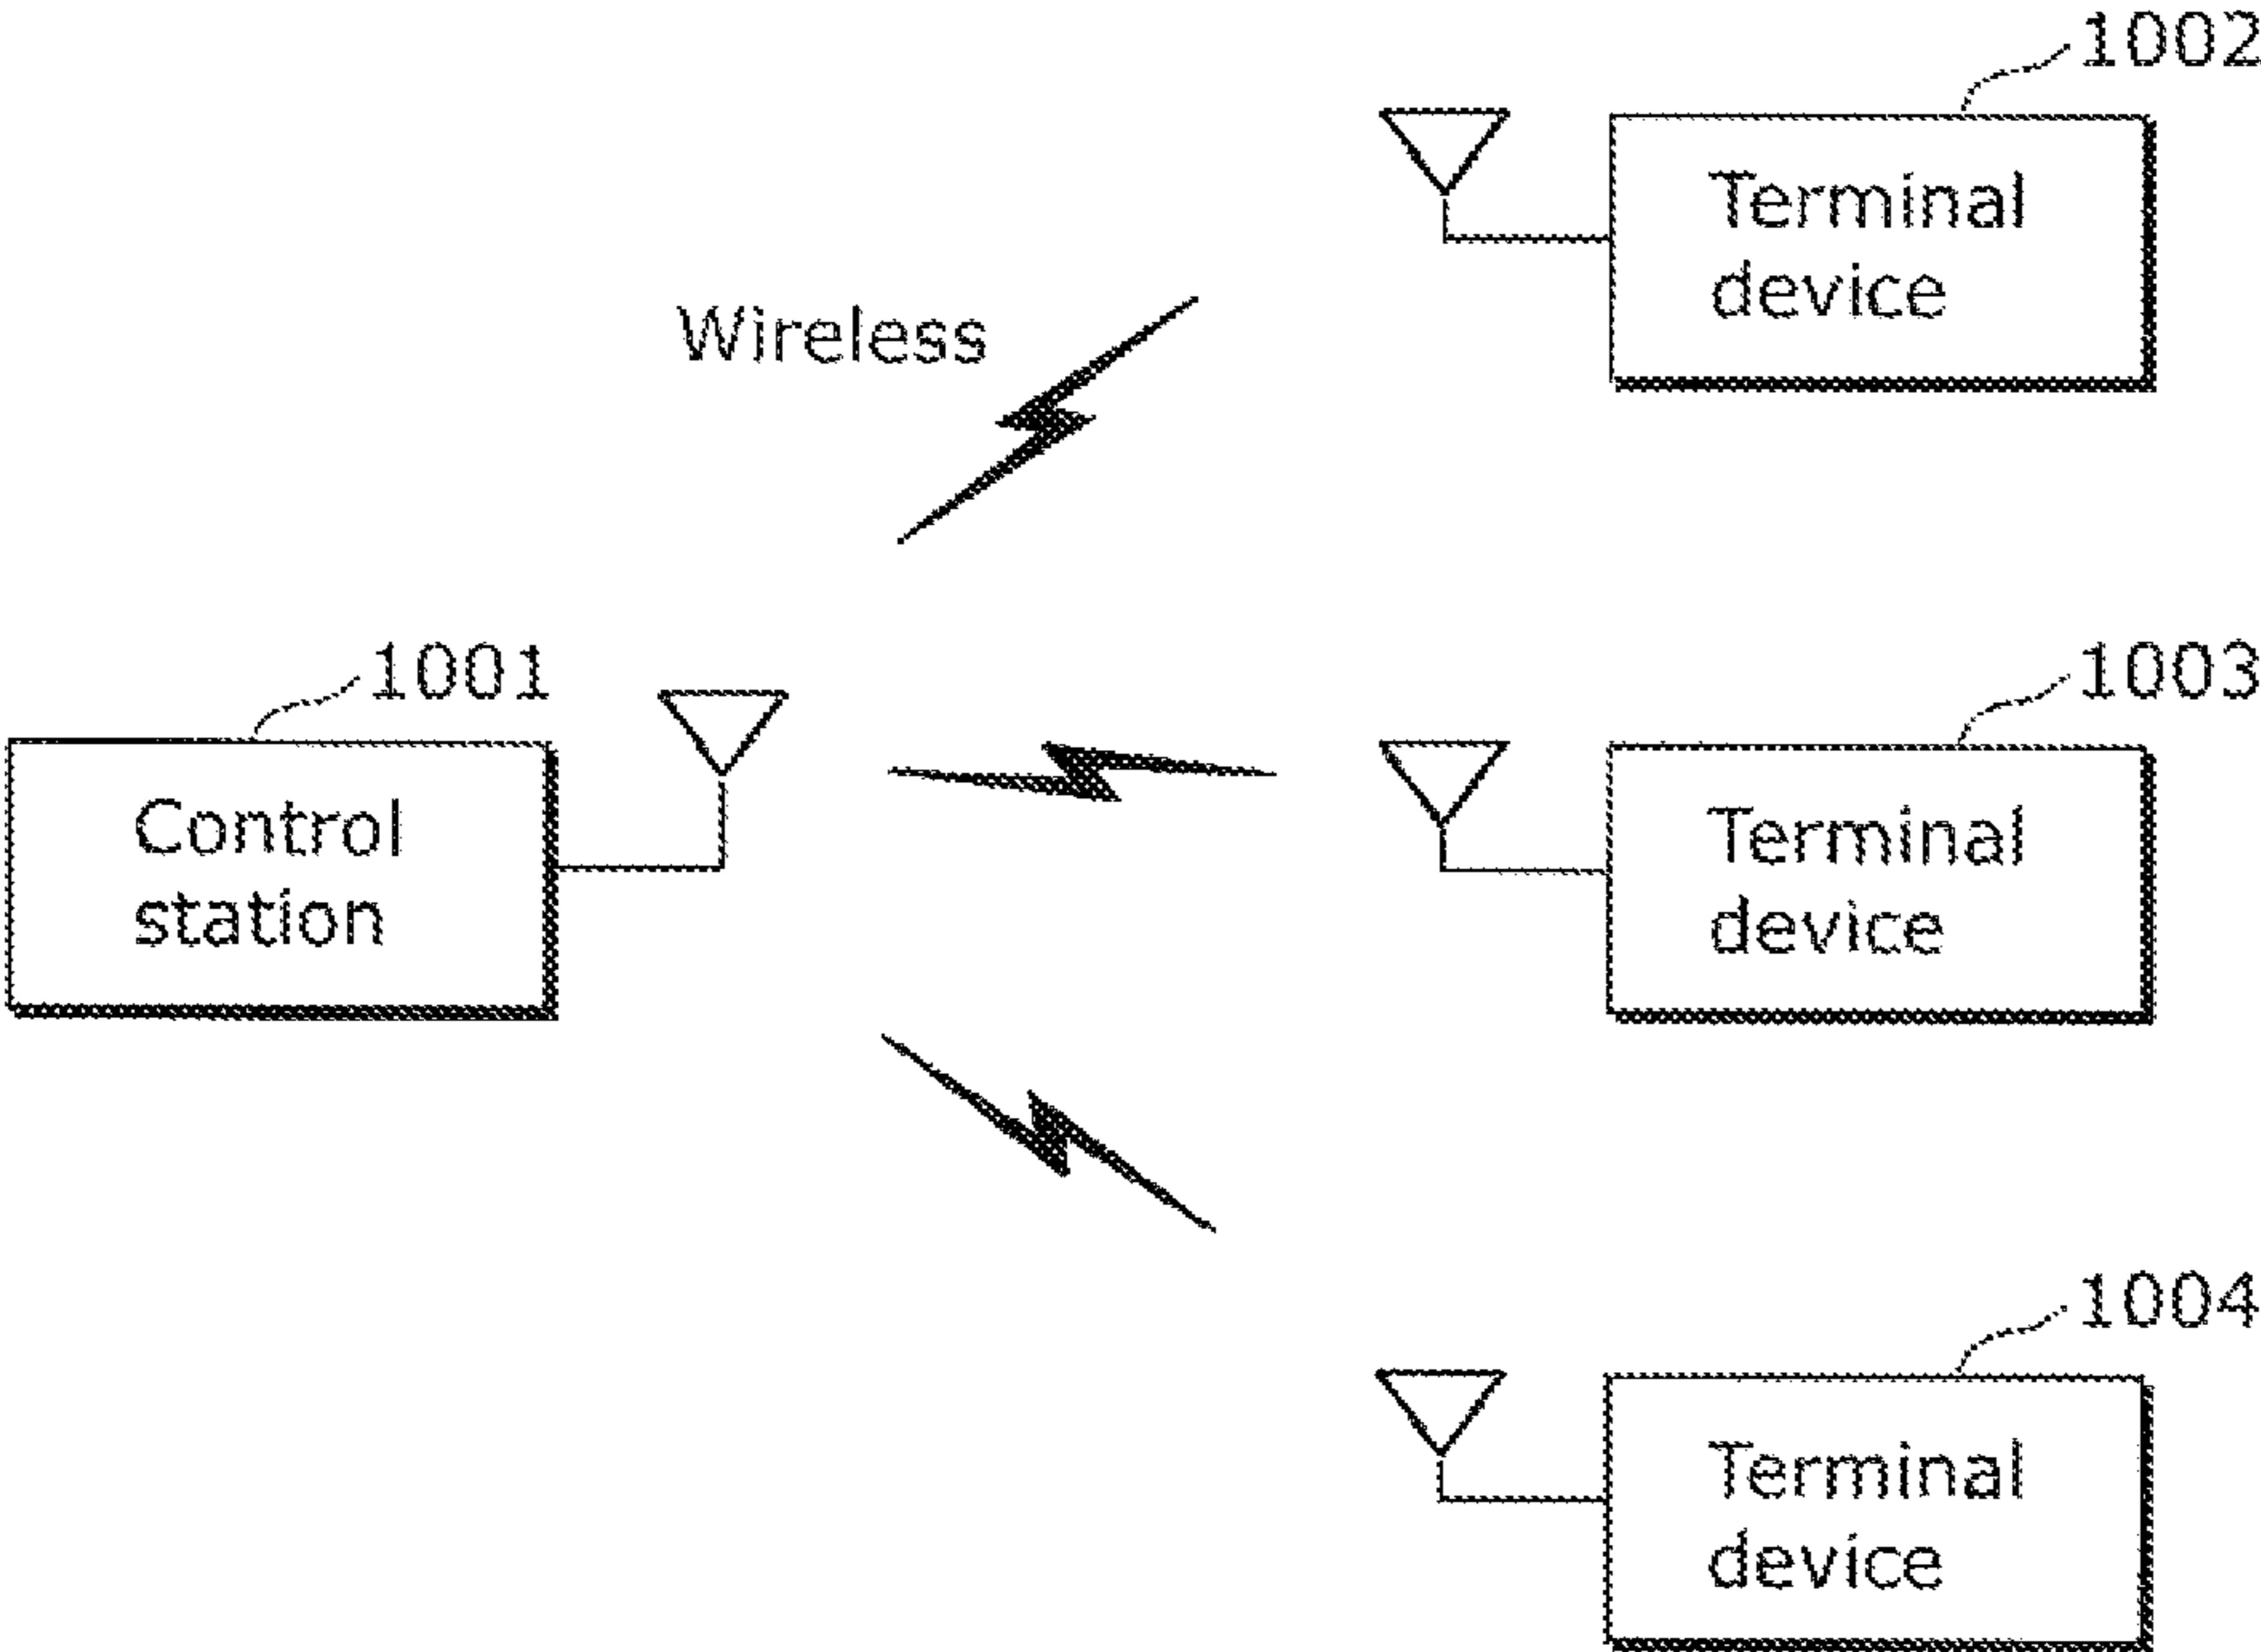 1002
Terminal
device
Wireless
1001
Control
station
1003
Terminal
device
1004
Terminal
device